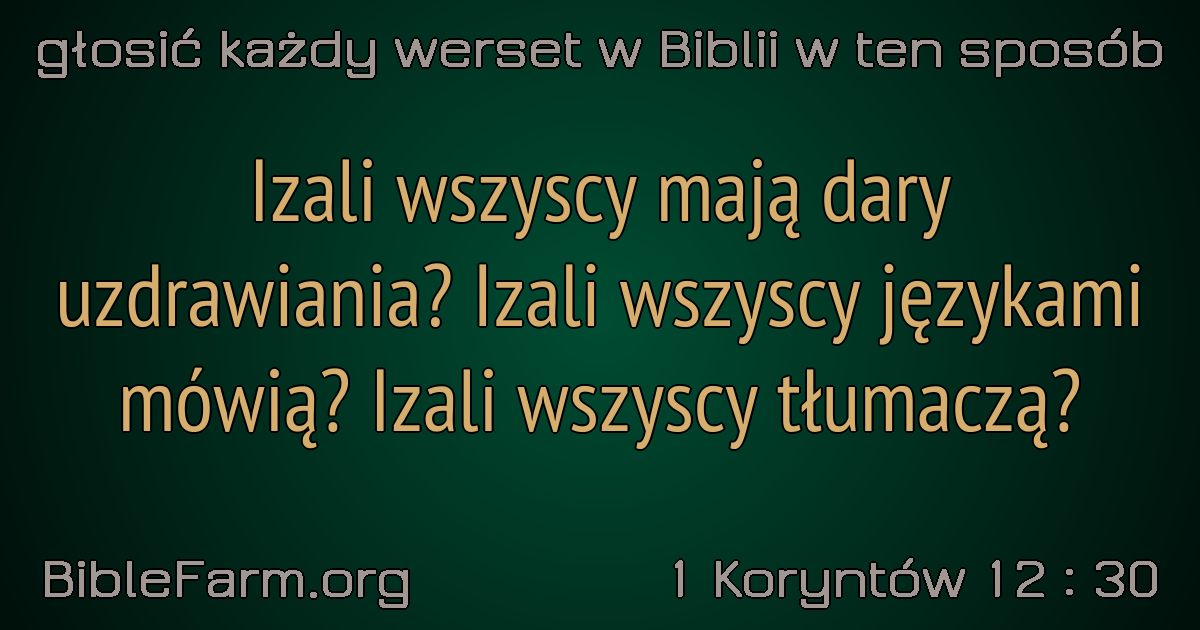 głosić każdy werset w Biblii w ten sposób
Izali wszyscy mają dary
uzdrawiania? Izali wszyscy językami
mówią? Izali wszyscy tłumaczą?
BibleFarm.org
1 Koryntów 12 : 30